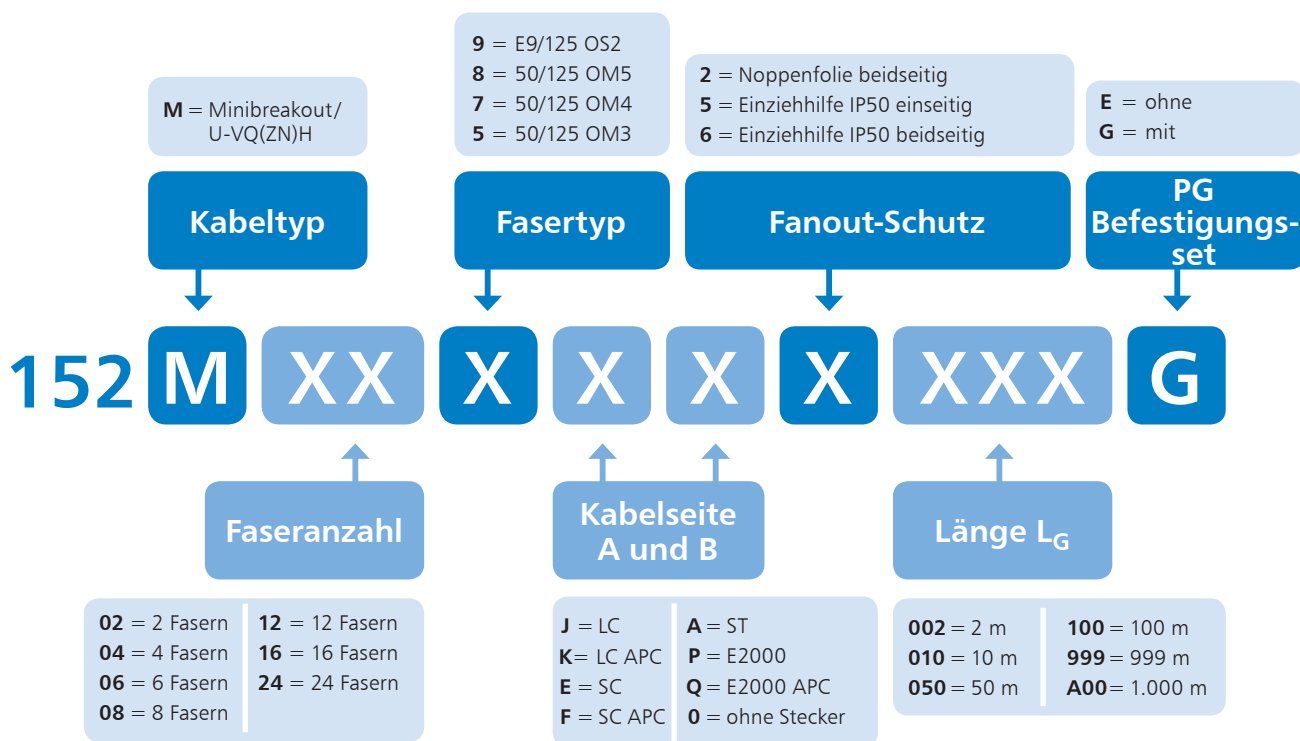 M = Minibreakout/
U-VQ(ZN)H
9 = E9/125 OS2
8 = 50/125 OM5
7 = 50/125 OM4
5 = 50/125 OM3
2 = Noppenfolie beidseitig
5 = Einziehhilfe IP50 einseitig
6 = Einziehhilfe IP50 beidseitig
E = ohne
G = mit
Kabeltyp
Fasertyp
Fanout-Schutz
PG
Befestigungs-
set
152 M XX X X X X XXX G
Faseranzahl
Kabelseite
A und B
Länge LG
02 = 2 Fasern
04 = 4 Fasern
06 = 6 Fasern
08 = 8 Fasern
12 = 12 Fasern
16 = 16 Fasern
24 = 24 Fasern
J = LC
K= LC APC
E = SC
F = SC APC
A = ST
P = E2000
Q = E2000 APC
0 = ohne Stecker
002 = 2 m
010 = 10 m
050 = 50 m
100 = 100 m
999 = 999 m
A00 = 1.000 m